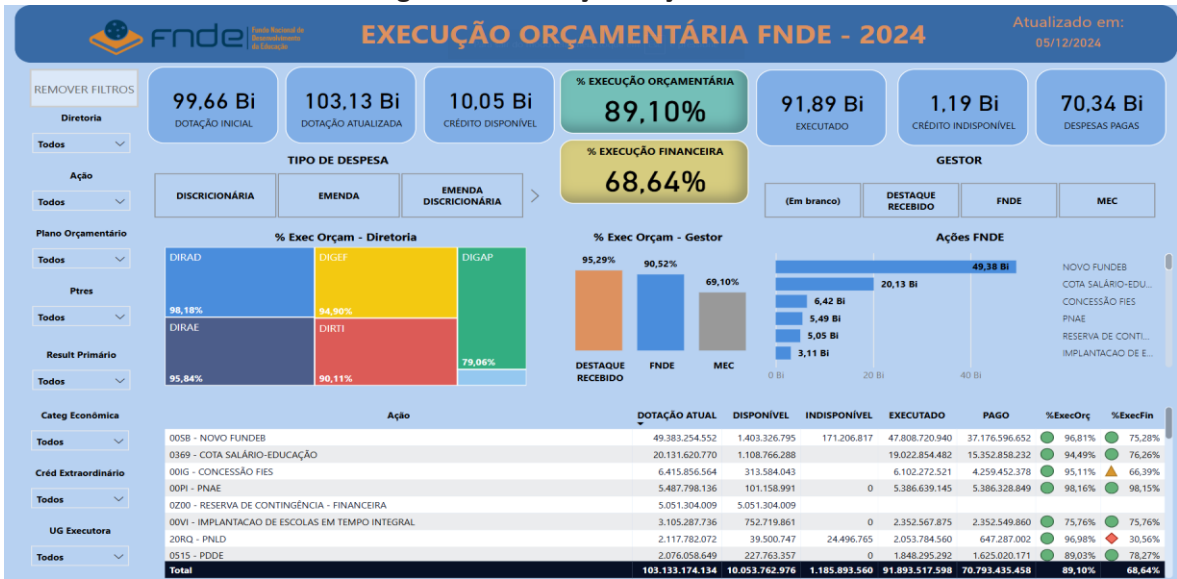 fnde
Fundo Nacional de
Desenvolvimento
da Educação
EXECUÇÃO ORÇAMENTÁRIA FNDE - 2024
Atualizado em:
05/12/2024
REMOVER FILTROS
Diretoria
Todos
Ação
Todos
Plano Orçamentário
Todos
Ptres
Todos
Result Primário
Todos
Categ Econômica
Todos
Créd Extraordinário
Todos
UG Executora
Todos
99,66 Bi
DOTAÇÃO INICIAL
103,13 Bi
DOTAÇÃO ATUALIZADA
10,05 Bi
CRÉDITO DISPONÍVEL
% EXECUÇÃO ORÇAMENTÁRIA
89,10%
% EXECUÇÃO FINANCEIRA
68,64%
91,89 Bi
EXECUTADO
1,19 Bi
CRÉDITO INDISPONÍVEL
70,34 Bi
DESPESAS PAGAS
TIPO DE DESPESA
DISCRICIONÁRIA
EMENDA
EMENDA
DISCRICIONÁRIA
GESTOR
(Em branco)
DESTAQUE
RECEBIDO
FNDE
MEC
% Exec Orçam - Diretoria
DIRAD
98,18%
DIGEF
94,90%
DIGAP
79,06%
DIRAE
95,84%
DIRTI
90,11%
% Exec Orçam - Gestor
95,29%
90,52%
69,10%
DESTAQUE
RECEBIDO
FNDE
MEC
Ações FNDE
49,38 Bi
20,13 Bi
6,42 Bi
5,49 Bi
5,05 Bi
3,11 Bi
0 Bi 20 Bi 40 Bi
NOVO FUNDEB
COTA SALÁRIO-EDU...
CONCESSÃO FIES
PNAE
RESERVA DE CONTI...
IMPLANTACAO DE E...
Ação DOTAÇÃO ATUAL DISPONÍVEL INDISPONÍVEL EXECUTADO PAGO %ExecOrç %ExecFin
00SB - NOVO FUNDEB 49.383.254.552 1.403.326.795 171.206.817 47.808.720.940 37.176.596.652 96,81% 75,28%
0369 - COTA SALÁRIO-EDUCAÇÃO 20.131.620.770 1.108.766.288 19.022.854.482 15.352.858.232 94,49% 76,26%
00IG - CONCESSÃO FIES 6.415.856.564 313.584.043 6.102.272.521 4.259.452.378 95,11% 66,39%
00PI - PNAE 5.487.798.136 101.158.991 0 5.386.639.145 5.386.328.849 98,16% 98,15%
0Z00 - RESERVA DE CONTINGÊNCIA - FINANCEIRA 5.051.304.009 5.051.304.009
00VI - IMPLANTACAO DE ESCOLAS EM TEMPO INTEGRAL 3.105.287.736 752.719.861 0 2.352.567.875 2.352.549.860 75,76% 75,76%
20RQ - PNLD 2.117.782.072 39.500.747 24.496.765 2.053.784.560 647.287.002 96,98% 30,56%
0515 - PDDE 2.076.058.649 227.763.357 0 1.848.295.292 1.625.020.171 89,03% 78,27%
Total 103.133.174.134 10.053.762.976 1.185.893.560 91.893.517.598 70.793.435.458 89,10% 68,64%